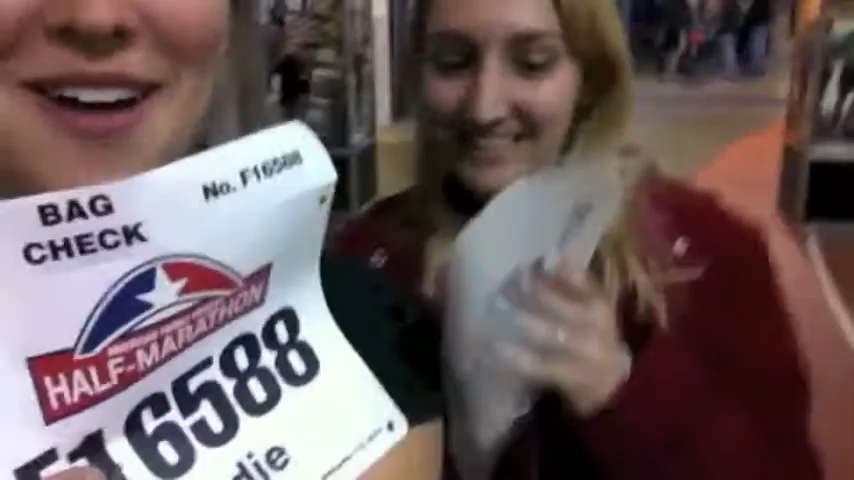 BAG
CHECK
No. F16588
HALF-MARATHON
F16588
die